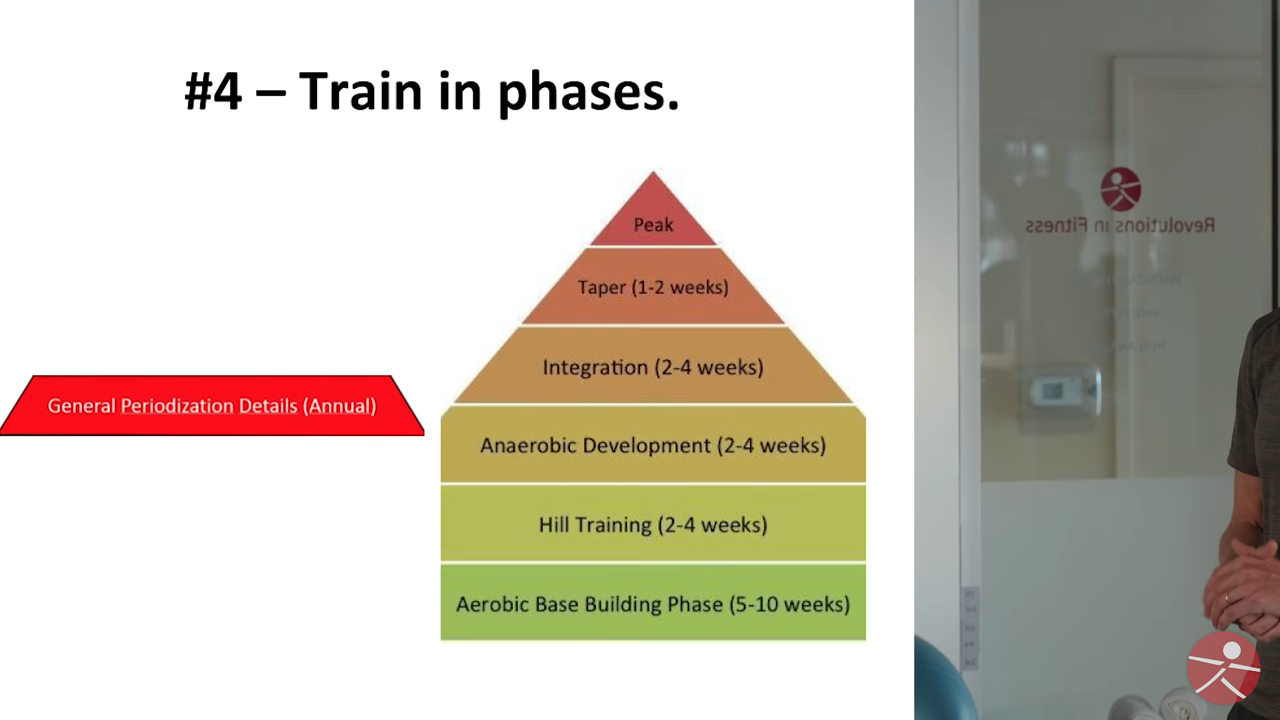 #4 – Train in phases.
Peak
Taper (1-2 weeks)
Integration (2-4 weeks)
General Periodization Details (Annual)
Anaerobic Development (2-4 weeks)
Hill Training (2-4 weeks)
Aerobic Base Building Phase (5-10 weeks)
Revolutions in Fitness